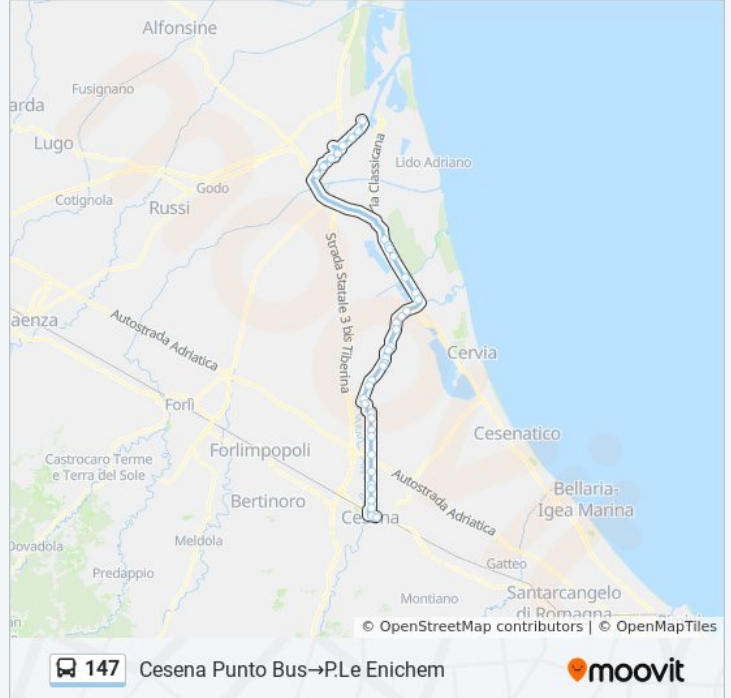 Alfonsine
Fusignano
arda
Lugo
Lido Adriano
la Classicana
Godo
Cotignola
Russi
Strada Statale 3 bis Tiberina
aenza
Autostrada Adriatica
Cervia
Forlì
Cesenatico
Forlimpopoli
Castrocaro Terme
e Terra del Sole
Autostrada Adriatica
Bellaria-
Igea Marina
Bertinoro
Cesena
Dovadola
Meldola
Predappio
Gatteo
Montiano
Santarcangelo
di Romagna
© OpenStreetMap contributors | © OpenMapTiles
147 Cesena Punto Bus→P.Le Enichem
moovit